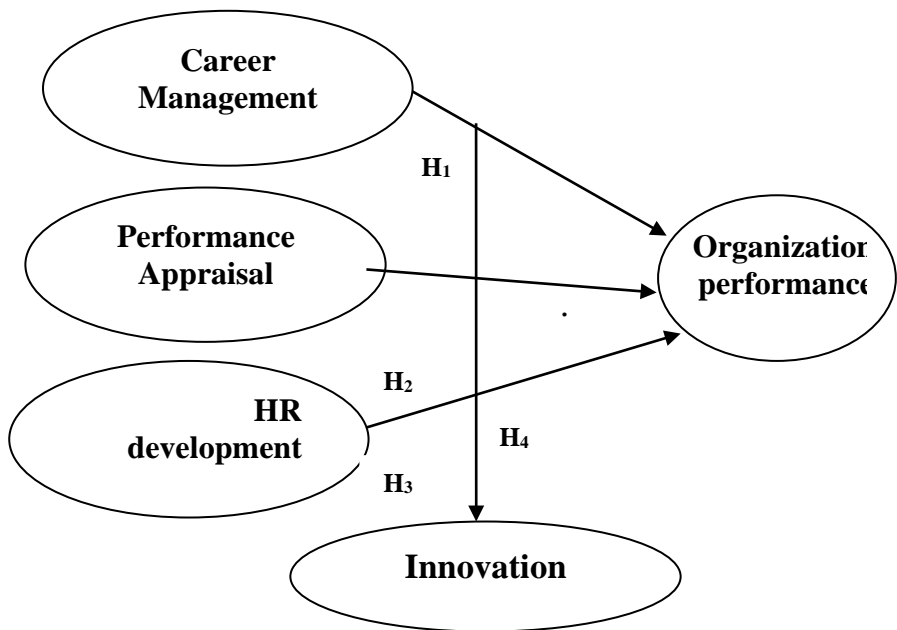 Career
Management
H₁
Performance
Appraisal
Organization
performance
.
H₂
HR
development
H₄
H₃
Innovation